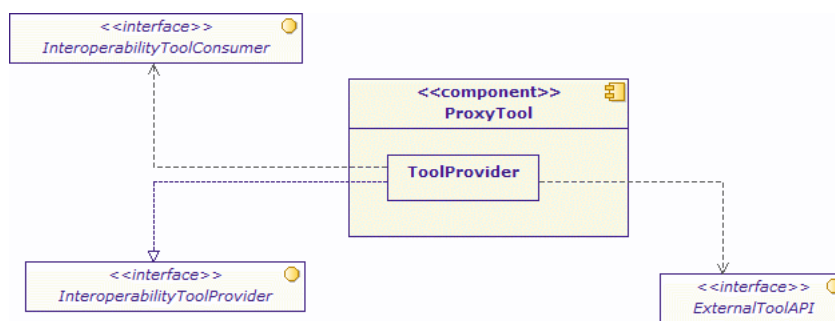 <<interface>>
InteroperabilityToolConsumer
<<component>>
ProxyTool
ToolProvider
<<interface>>
InteroperabilityToolProvider
<<interface>>
ExternalToolAPI